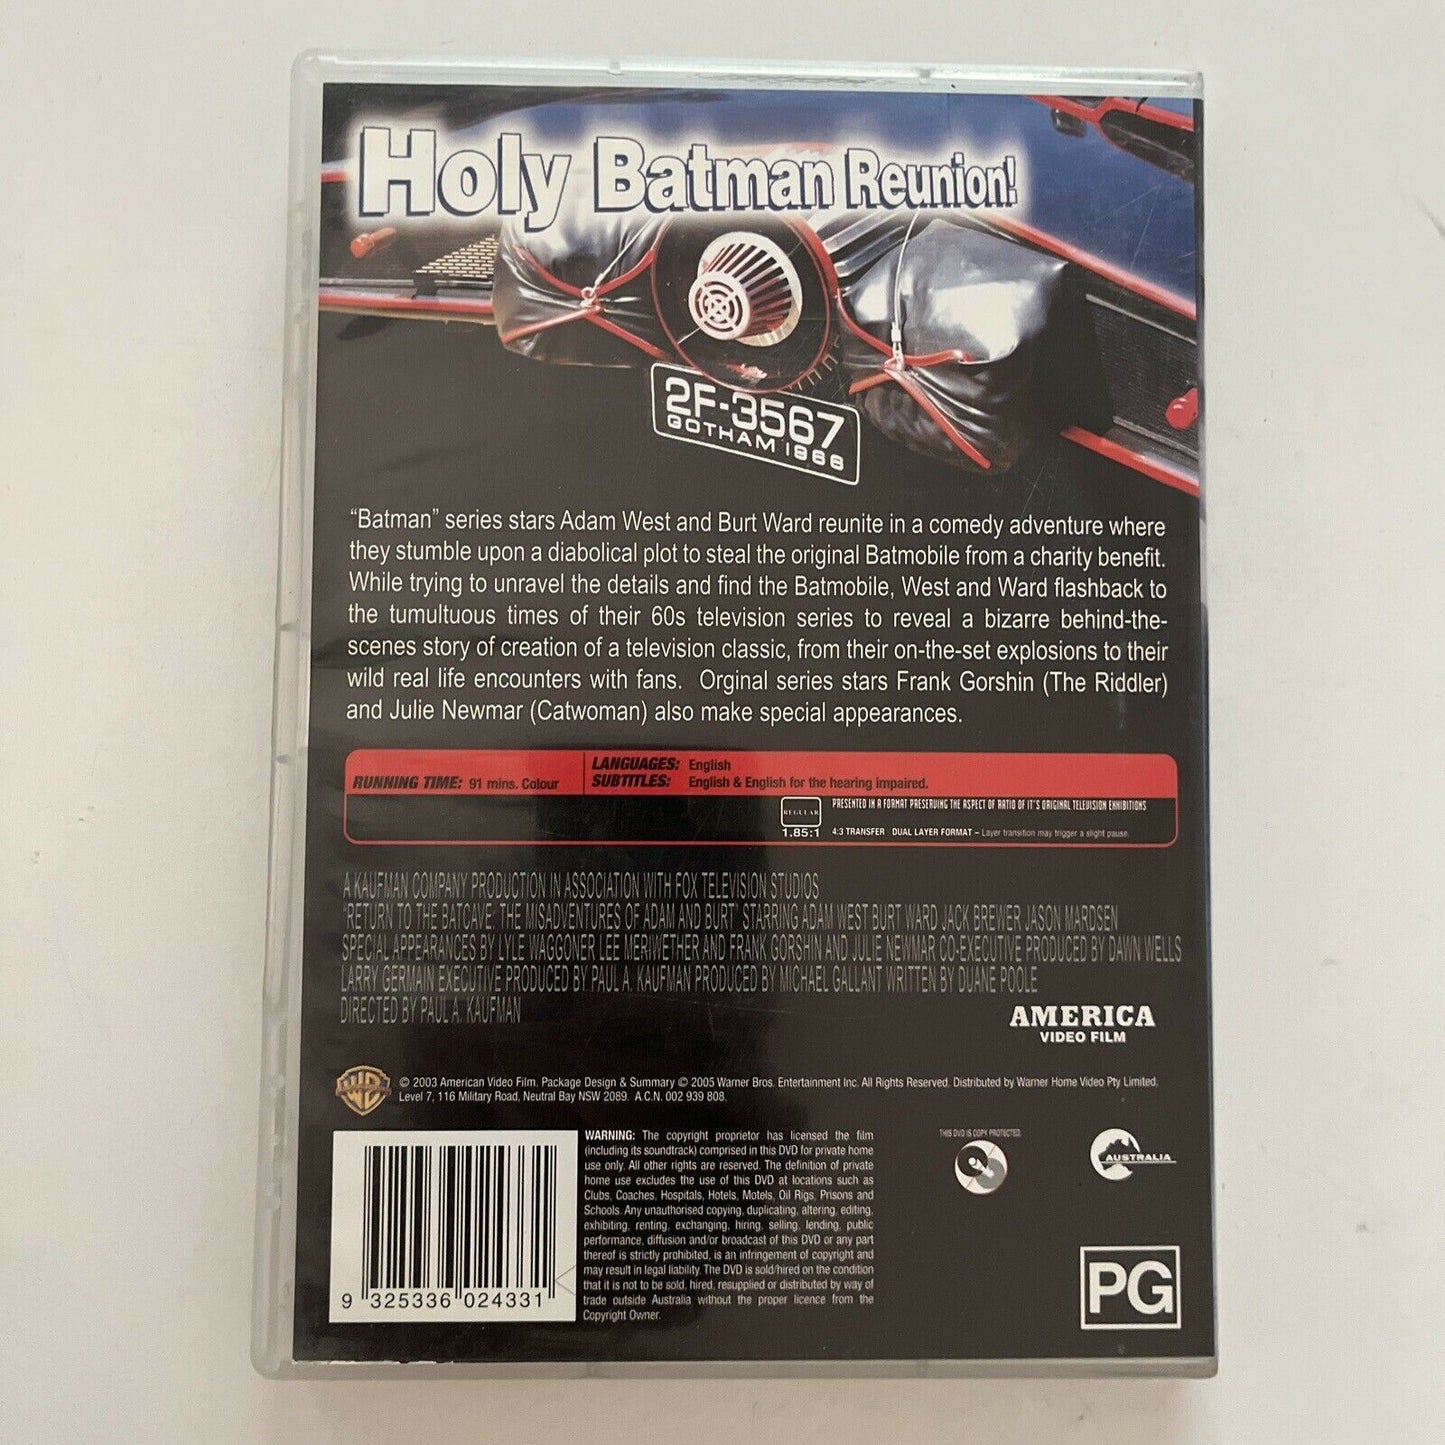 Holy Batman Reunion!
2F-3567
GOTHAM 1966
“Batman” series stars Adam West and Burt Ward reunite in a comedy adventure where
they stumble upon a diabolical plot to steal the original Batmobile from a charity benefit.
While trying to unravel the details and find the Batmobile, West and Ward flashback to
the tumultuous times of their 60s television series to reveal a bizarre behind-the-
scenes story of creation of a television classic, from their on-the-set explosions to their
wild real life encounters with fans. Orginal series stars Frank Gorshin (The Riddler)
and Julie Newmar (Catwoman) also make special appearances.
RUNNING TIME: 91 mins. Colour
LANGUAGES: English
SUBTITLES: English & English for the hearing impaired.
REGULAR
1.85:1
PRESENTED IN A FORMAT PRESERVING THE ASPECT OF RATIO OF IT'S ORIGINAL TELEVISION EXHIBITIONS
4:3 TRANSFER DUAL LAYER FORMAT – Layer transition may trigger a slight pause.
A KAUFMAN COMPANY PRODUCTION IN ASSOCIATION WITH FOX TELEVISION STUDIOS
"RETURN TO THE BATCAVE: THE MISADVENTURES OF ADAM AND BURT" STARRING ADAM WEST BURT WARD JACK BREWER JASON MARDSEN
SPECIAL APPEARANCES BY LYLE WAGGONER LEE MERIWETHER AND FRANK GORSHIN AND JULIE NEWMAR CO-EXECUTIVE PRODUCED BY DAWN WELLS
LARRY GERMAIN EXECUTIVE PRODUCED BY PAUL A. KAUFMAN PRODUCED BY MICHAEL GALLANT WRITTEN BY DUANE POOLE
DIRECTED BY PAUL A. KAUFMAN
AMERICA
VIDEO FILM
WB
© 2003 American Video Film. Package Design & Summary © 2005 Warner Bros. Entertainment Inc. All Rights Reserved. Distributed by Warner Home Video Pty Limited.
Level 7, 116 Military Road, Neutral Bay NSW 2089. A.C.N. 002 939 808.
9 325336 024331
WARNING: The copyright proprietor has licensed the film
(including its soundtrack) comprised in this DVD for private home
use only. All other rights are reserved. The definition of private
home use excludes the use of this DVD at locations such as
Clubs, Coaches, Hospitals, Hotels, Motels, Oil Rigs, Prisons and
Schools. Any unauthorised copying, duplicating, altering, editing,
exhibiting, renting, exchanging, hiring, selling, lending, public
performance, diffusion and/or broadcast of this DVD or any part
thereof is strictly prohibited, is an infringement of copyright and
may result in legal liability. The DVD is sold/hired on the condition
that it is not to be sold, hired, resupplied or distributed by way of
trade outside Australia without the proper licence from the
Copyright Owner.
THIS DVD IS COPY PROTECTED.
AUSTRALIA
PG